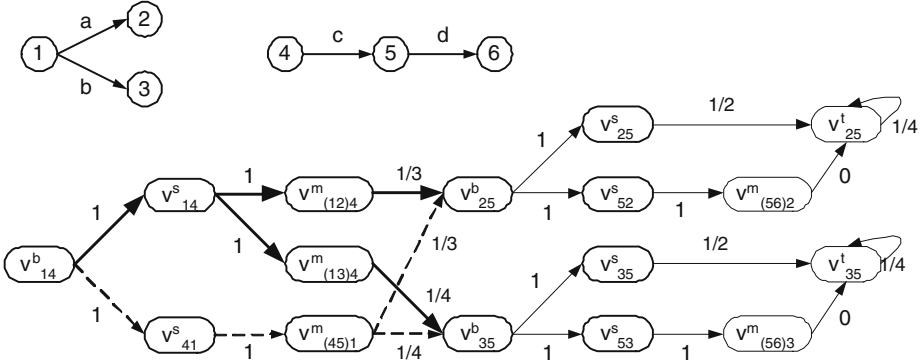 a
2
1
b
3
4
c
5
d
6
1/2
v^s_25
v^t_25
1/4
1
1
1/3
0
v^s_14
v^m_(12)4
v^b_25
1
v^s_52
1
v^m_(56)2
1
1
1/3
1/2
v^b_14
v^m_(13)4
v^s_35
v^t_35
1/4
1
1/4
1
0
v^s_41
1
v^m_(45)1
1/4
v^b_35
1
v^s_53
1
v^m_(56)3